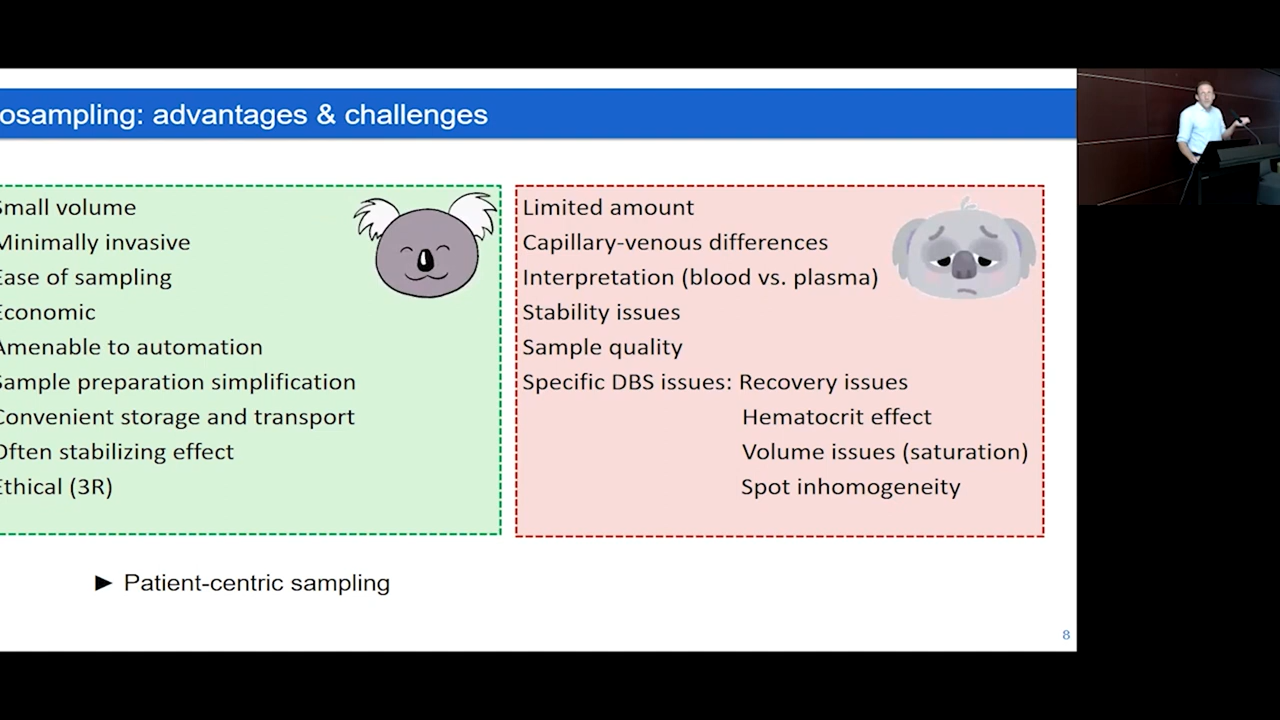 osampling: advantages & challenges
Small volume
Minimally invasive
Ease of sampling
Economic
Amenable to automation
Sample preparation simplification
Convenient storage and transport
Often stabilizing effect
Ethical (3R)
Limited amount
Capillary-venous differences
Interpretation (blood vs. plasma)
Stability issues
Sample quality
Specific DBS issues: Recovery issues
Hematocrit effect
Volume issues (saturation)
Spot inhomogeneity
► Patient-centric sampling
8